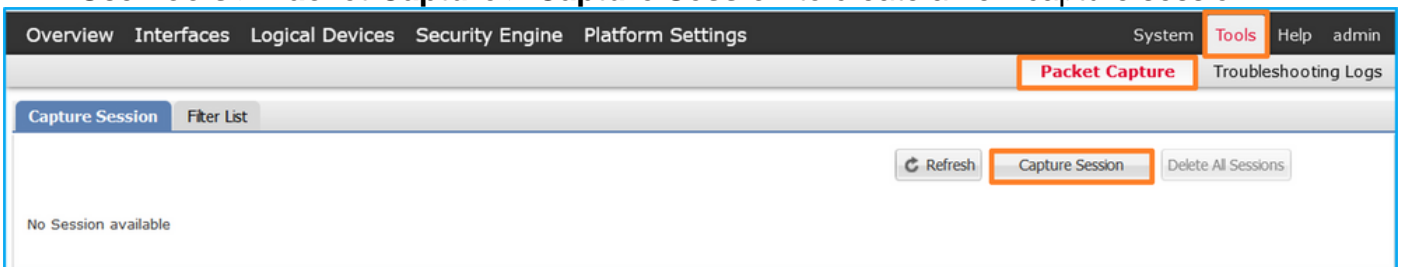 Overview Interfaces Logical Devices Security Engine Platform Settings System Tools Help admin
Packet Capture Troubleshooting Logs
Capture Session Filter List
Refresh Capture Session Delete All Sessions
No Session available